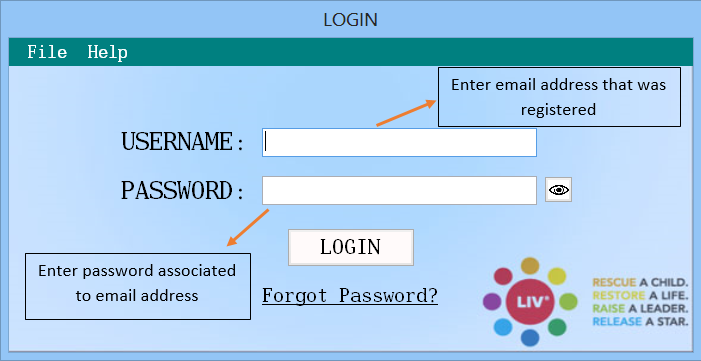 LOGIN
File Help
Enter email address that was
registered
USERNAME:
PASSWORD:
LOGIN
Enter password associated
to email address
Forgot Password?
LIV®
RESCUE A CHILD.
RESTORE A LIFE.
RAISE A LEADER.
RELEASE A STAR.